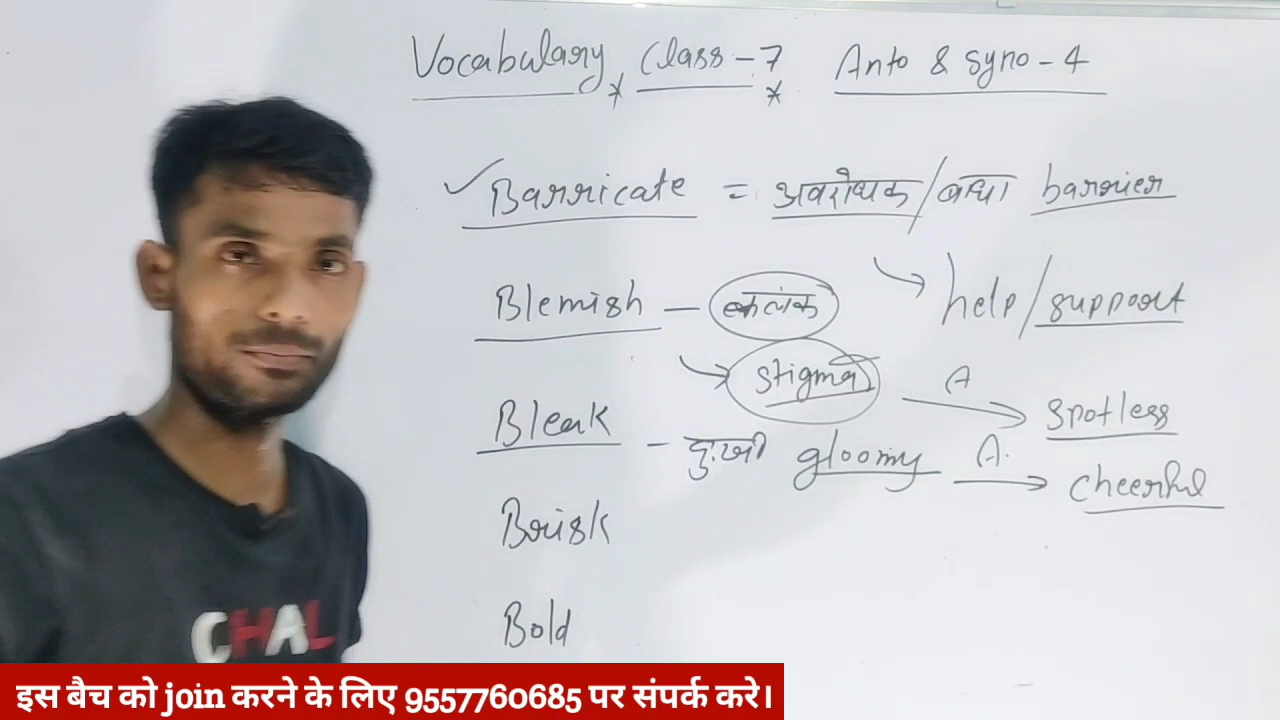 Vocabulary Class-7 Anto & Syno-4
Barricate = अवरोधक/बाधा barrier
help/support
Blemish - कलंक
stigma A spotless
Bleak - दुःखी gloomy A. cheerful
Brisk
Bold
CHAL
इस बैच को join करने के लिए 9557760685 पर संपर्क करे।